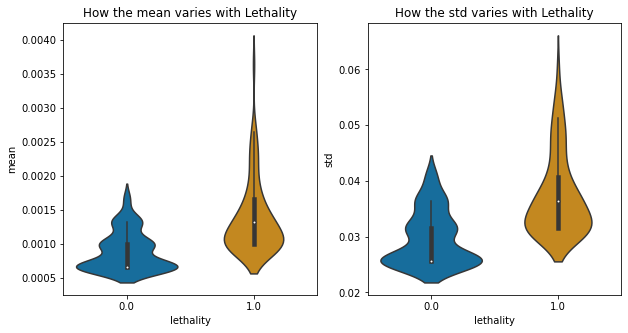 How the mean varies with Lethality
0.0040
0.0035
0.0030
0.0025
0.0020
0.0015
0.0010
0.0005
mean
0.0
1.0
lethality
How the std varies with Lethality
0.06
0.05
0.04
0.03
0.02
std
0.0
1.0
lethality